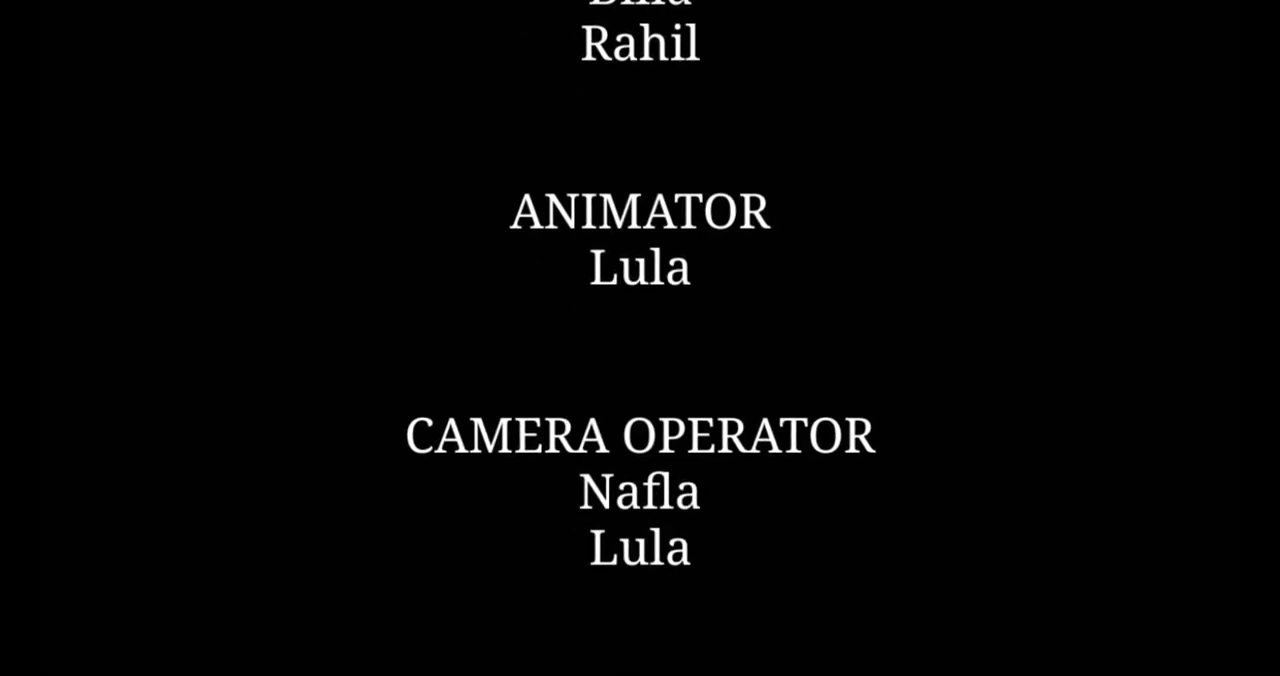 Rahil
ANIMATOR
Lula
CAMERA OPERATOR
Nafla
Lula